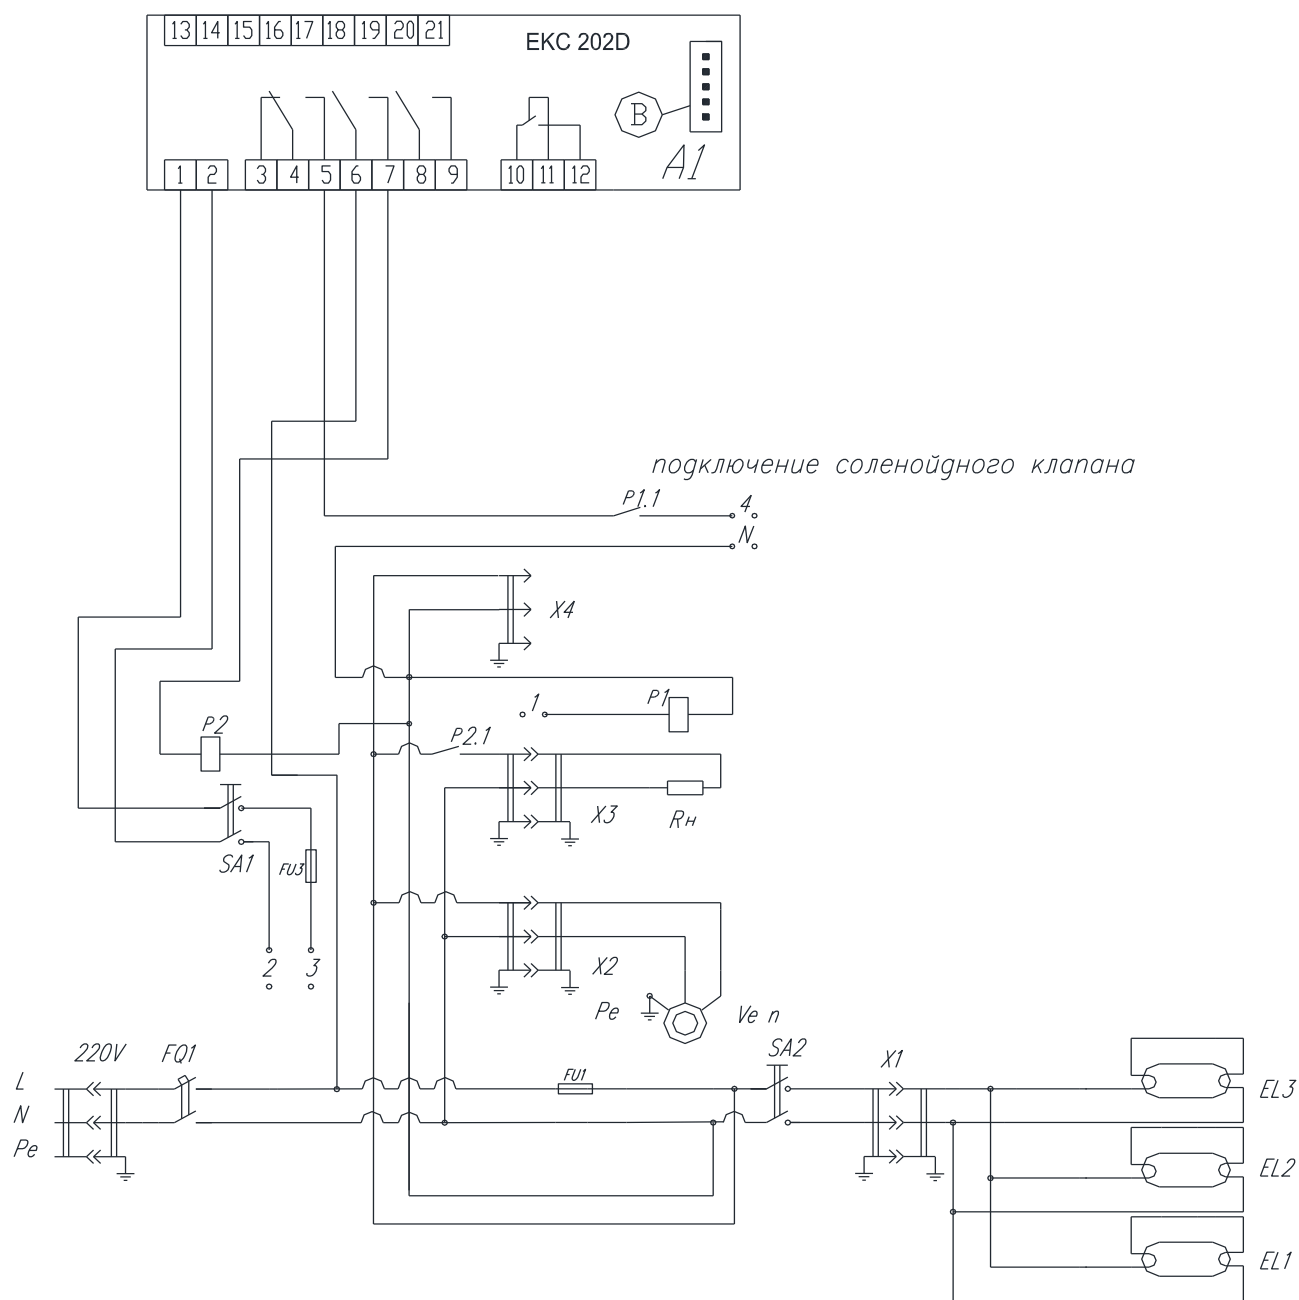 13 14 15 16 17 18 19 20 21
EKC 202D
B
A1
1 2 3 4 5 6 7 8 9 10 11 12
подключение соленойдного клапана
P1.1
4
N
X4
1
P1
P2
P2.1
X3
Rн
SA1
FU3
2 3
X2
Pe
Ve n
220V
FQ1
SA2
X1
L
FU1
EL3
N
Pe
EL2
EL1